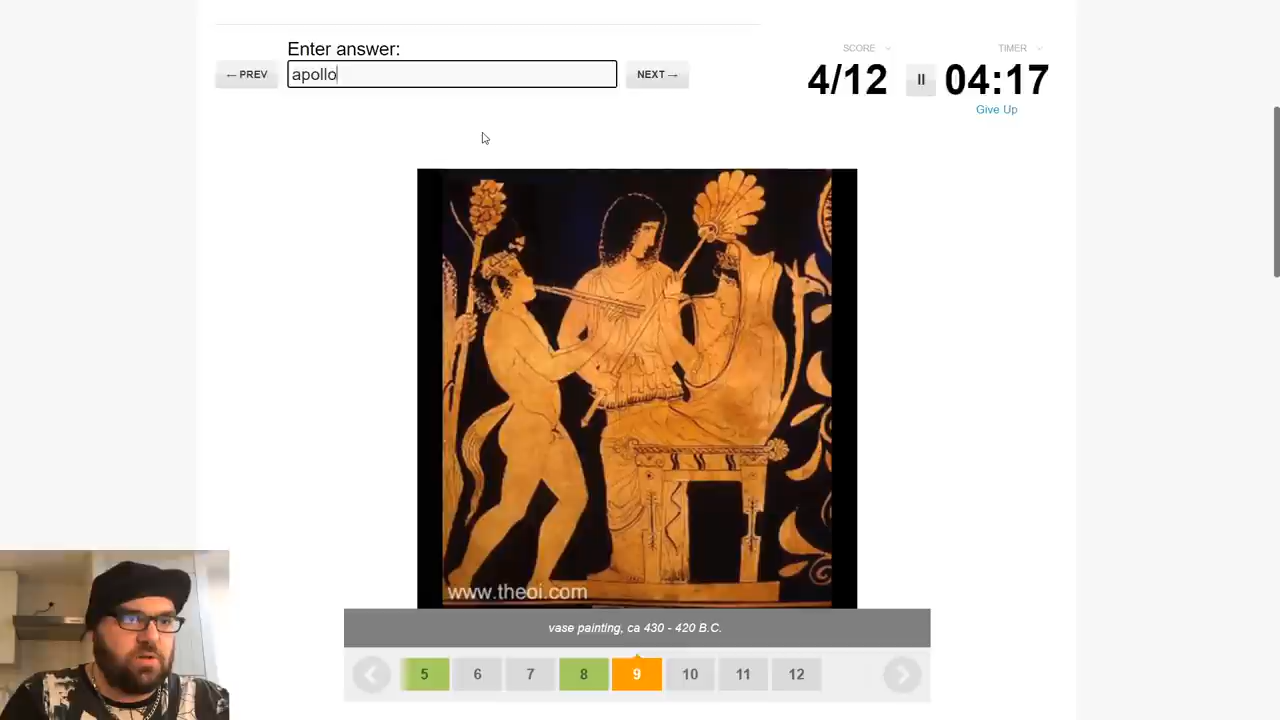 Enter answer:
← PREV
apollo
NEXT →
SCORE
4/12
TIMER
04:17
Give Up
www.theoi.com
vase painting, ca 430 - 420 B.C.
5 6 7 8 9 10 11 12